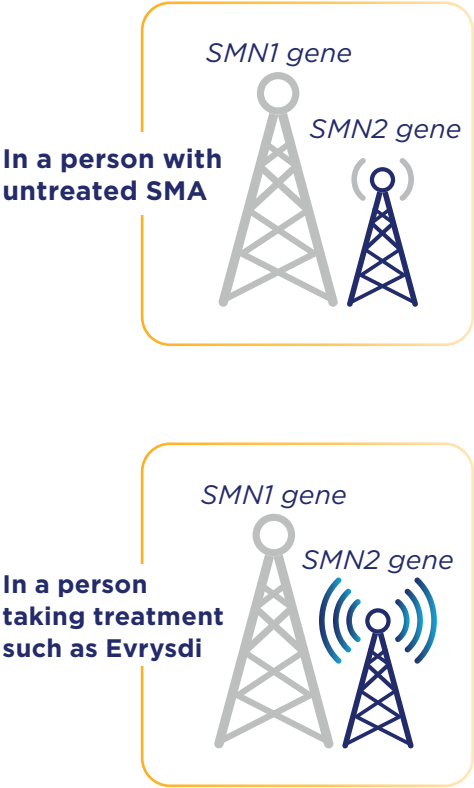 SMN1 gene
SMN2 gene
In a person with
untreated SMA
SMN1 gene
SMN2 gene
In a person
taking treatment
such as Evrysdi